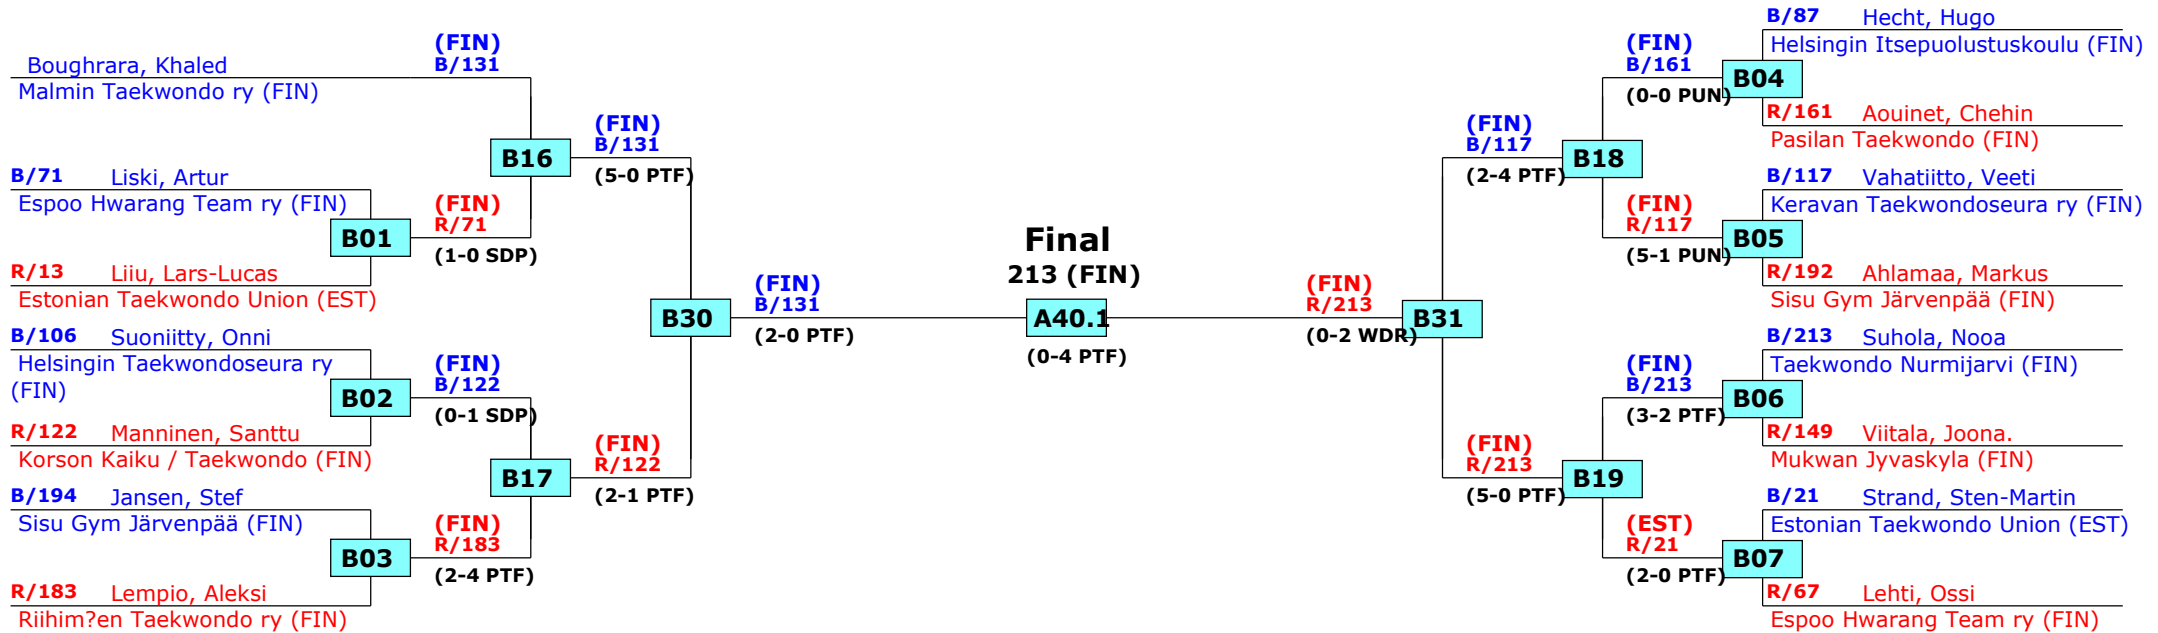 (FIN)
Boughrara, Khaled
B/131
Malmin Taekwondo ry (FIN)
B16
(FIN)
B/131
(5-0 PTF)
B/71 Liski, Artur
Espoo Hwarang Team ry (FIN)
B01
(FIN)
R/71
(1-0 SDP)
R/13 Liiu, Lars-Lucas
Estonian Taekwondo Union (EST)
B30
(FIN)
B/131
(2-0 PTF)
B/106 Suoniitty, Onni
Helsingin Taekwondoseura ry
(FIN)
B02
(FIN)
B/122
(0-1 SDP)
R/122 Manninen, Santtu
Korson Kaiku / Taekwondo (FIN)
B17
(FIN)
R/122
(2-1 PTF)
B/194 Jansen, Stef
Sisu Gym Järvenpää (FIN)
B03
(FIN)
R/183
(2-4 PTF)
R/183 Lempio, Aleksi
Riihim?en Taekwondo ry (FIN)
Final
213 (FIN)
A40.1
(0-4 PTF)
(FIN)
R/213
(0-2 WDR)
B31
(FIN)
B/117
(2-4 PTF)
B18
(FIN)
B/161
(0-0 PUN)
B04
B/87 Hecht, Hugo
Helsingin Itsepuolustuskoulu (FIN)
R/161 Aouinet, Chehin
Pasilan Taekwondo (FIN)
(FIN)
R/117
(5-1 PUN)
B05
B/117 Vahatiitto, Veeti
Keravan Taekwondoseura ry (FIN)
R/192 Ahlamaa, Markus
Sisu Gym Järvenpää (FIN)
(FIN)
R/213
(5-0 PTF)
B19
(FIN)
B/213
(3-2 PTF)
B06
B/213 Suhola, Nooa
Taekwondo Nurmijarvi (FIN)
R/149 Viitala, Joona.
Mukwan Jyvaskyla (FIN)
(EST)
R/21
(2-0 PTF)
B07
B/21 Strand, Sten-Martin
Estonian Taekwondo Union (EST)
R/67 Lehti, Ossi
Espoo Hwarang Team ry (FIN)